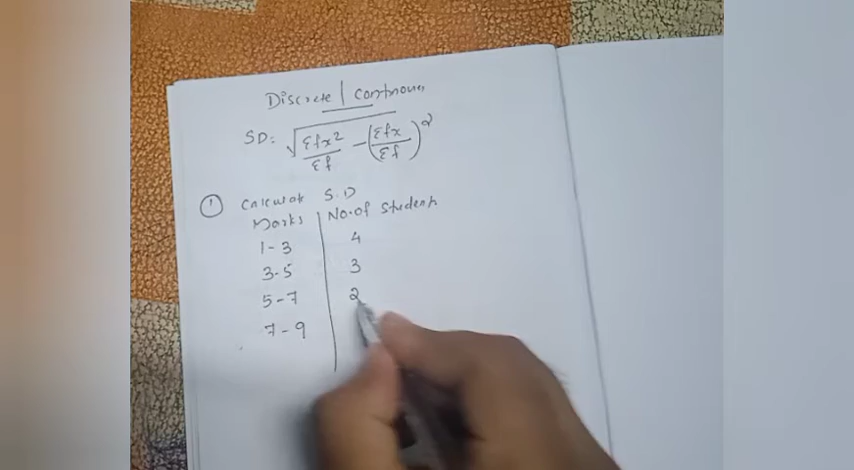 Discrete | Continous
SD: √ Σfx² / Σf - (Σfx / Σf)²
① Calculate S.D
Marks | No. of students
1-3 | 4
3-5 | 3
5-7 | 2
7-9 |